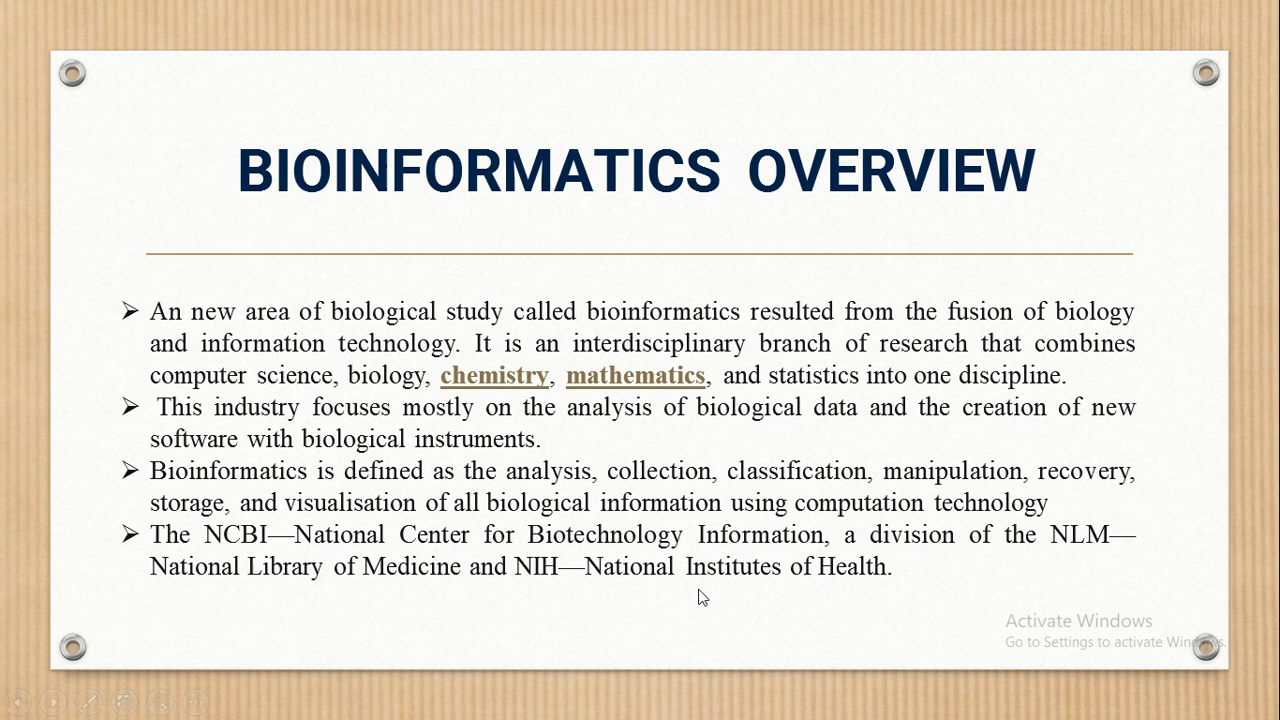 BIOINFORMATICS OVERVIEW
➢ An new area of biological study called bioinformatics resulted from the fusion of biology
and information technology. It is an interdisciplinary branch of research that combines
computer science, biology, chemistry, mathematics, and statistics into one discipline.
➢ This industry focuses mostly on the analysis of biological data and the creation of new
software with biological instruments.
➢ Bioinformatics is defined as the analysis, collection, classification, manipulation, recovery,
storage, and visualisation of all biological information using computation technology
➢ The NCBI—National Center for Biotechnology Information, a division of the NLM—
National Library of Medicine and NIH—National Institutes of Health.
Activate Windows
Go to Settings to activate Windows.